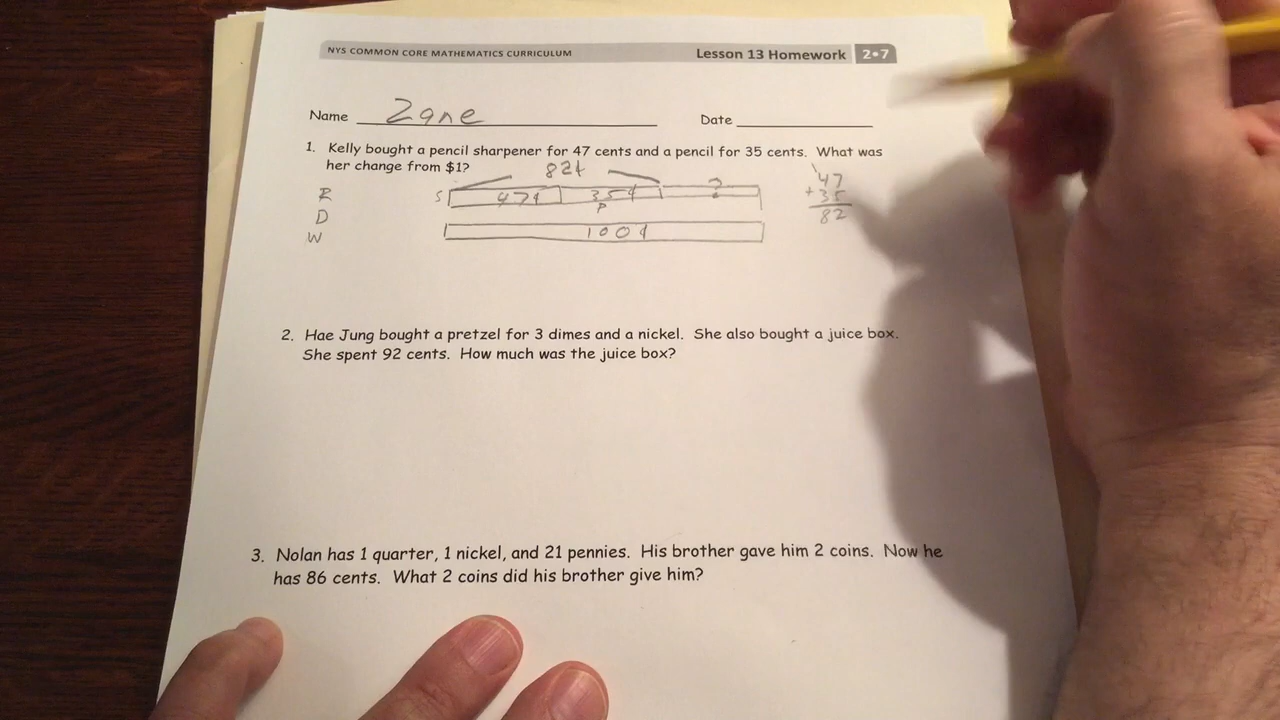 NYS COMMON CORE MATHEMATICS CURRICULUM Lesson 13 Homework 2•7
Name Zane Date
1. Kelly bought a pencil sharpener for 47 cents and a pencil for 35 cents. What was
her change from $1?
82¢
R S 47¢ 35¢ ?
P
D
W 100¢
47
+35
82
2. Hae Jung bought a pretzel for 3 dimes and a nickel. She also bought a juice box.
She spent 92 cents. How much was the juice box?
3. Nolan has 1 quarter, 1 nickel, and 21 pennies. His brother gave him 2 coins. Now he
has 86 cents. What 2 coins did his brother give him?